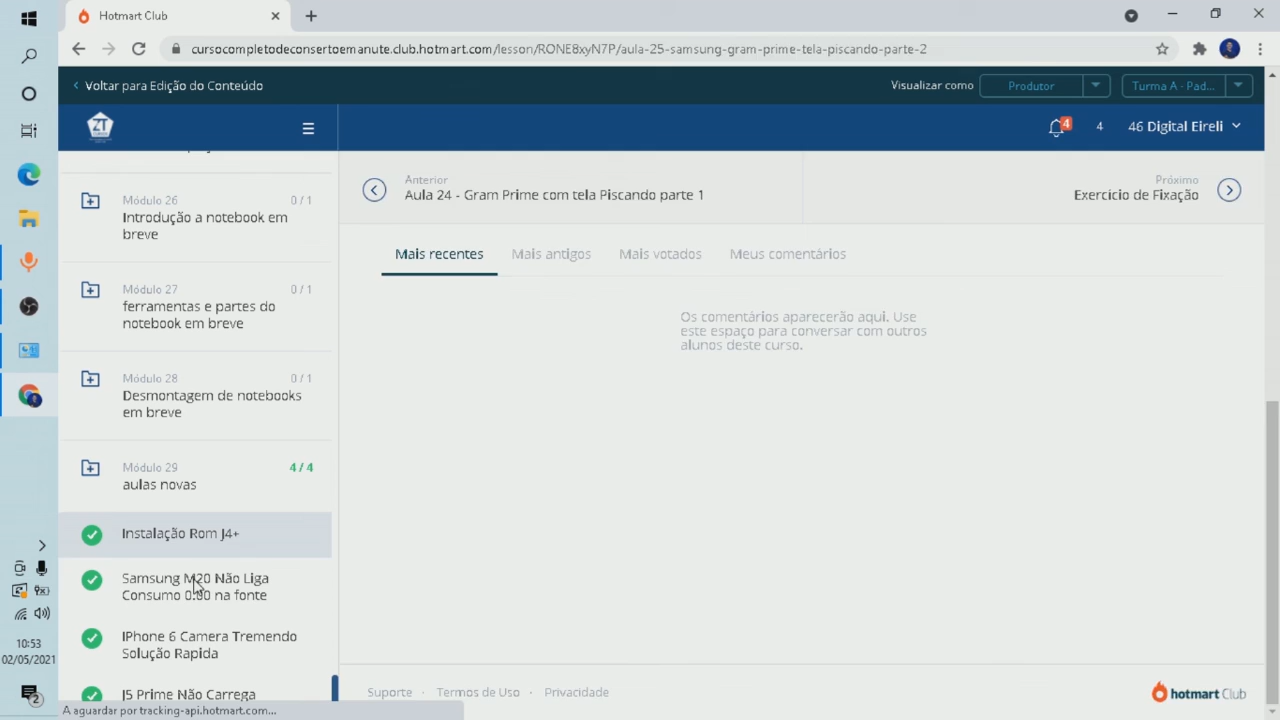 Hotmart Club
cursocompletodeconsertoemanute.club.hotmart.com/lesson/RONE8xyN7P/aula-25-samsung-gram-prime-tela-piscando-parte-2
Voltar para Edição do Conteúdo
Visualizar como
Produtor
Turma A - Pad...
ZT
4
4
46 Digital Eireli
Módulo 26
0 / 1
Introdução a notebook em
breve
Módulo 27
0 / 1
ferramentas e partes do
notebook em breve
Módulo 28
0 / 1
Desmontagem de notebooks
em breve
Módulo 29
4 / 4
aulas novas
Instalação Rom J4+
Samsung M20 Não Liga
Consumo 0.00 na fonte
IPhone 6 Camera Tremendo
Solução Rapida
J5 Prime Não Carrega
Anterior
Aula 24 - Gram Prime com tela Piscando parte 1
Próximo
Exercicio de Fixação
Mais recentes
Mais antigos
Mais votados
Meus comentários
Os comentários aparecerão aqui. Use
este espaço para conversar com outros
alunos deste curso.
Suporte · Termos de Uso · Privacidade
hotmart Club
A aguardar por tracking-api.hotmart.com...
10:53
02/05/2021
2